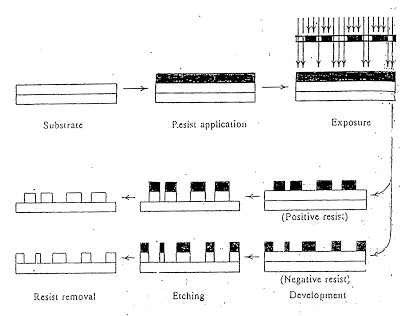 Substrate
Resist application
Exposure
(Positive resist)
(Negative resist)
Resist removal
Etching
Development